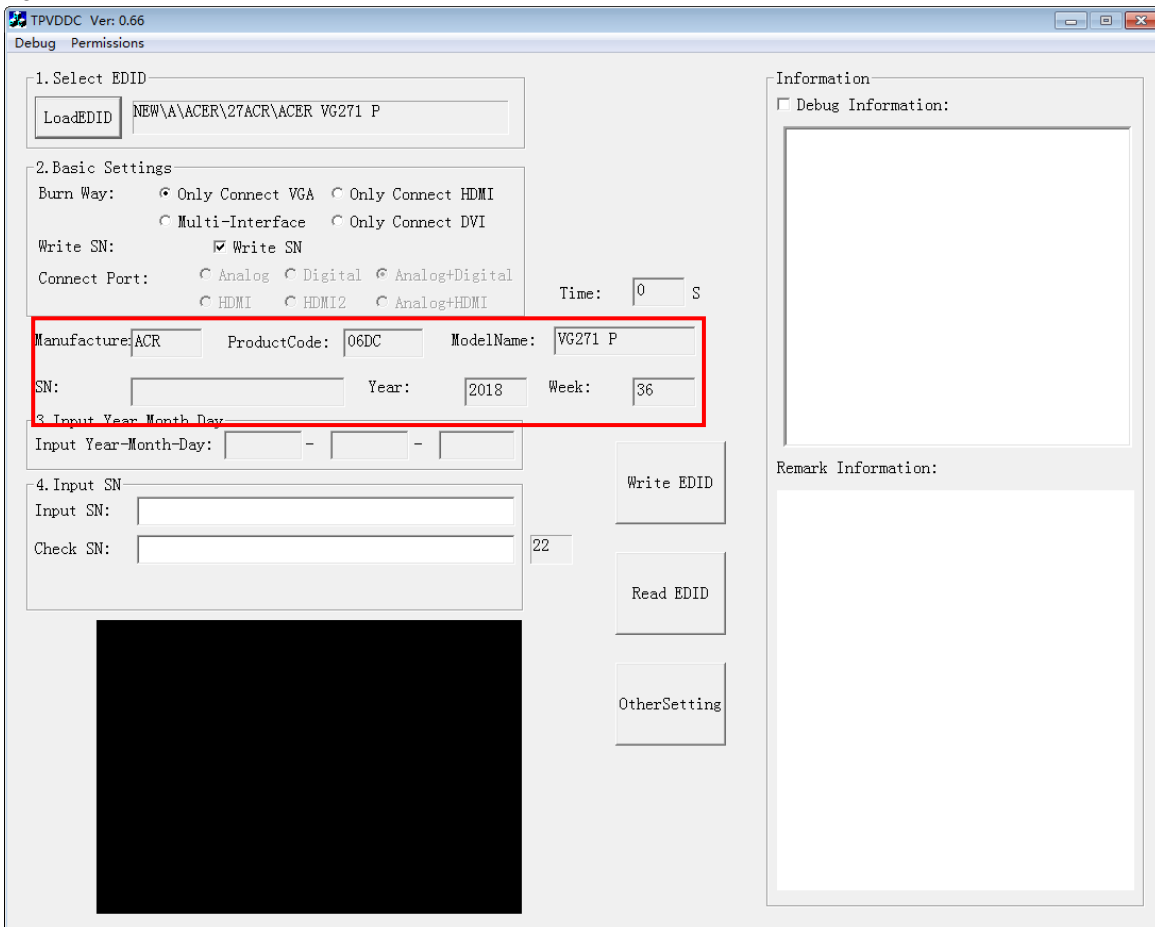 TPVDDC Ver: 0.66
Debug Permissions
1.Select EDID
LoadEDID NEW\A\ACER\27ACR\ACER VG271 P
2.Basic Settings
Burn Way: Only Connect VGA Only Connect HDMI
Multi-Interface Only Connect DVI
Write SN: Write SN
Connect Port: Analog Digital Analog+Digital
HDMI HDMI2 Analog+HDMI
Time: 0 S
Manufacture: ACR ProductCode: 06DC ModelName: VG271 P
SN: Year: 2018 Week: 36
3.Input Year Month Day
Input Year-Month-Day: - -
4.Input SN
Input SN:
Check SN: 22
Write EDID
Read EDID
OtherSetting
Information
Debug Information:
Remark Information: